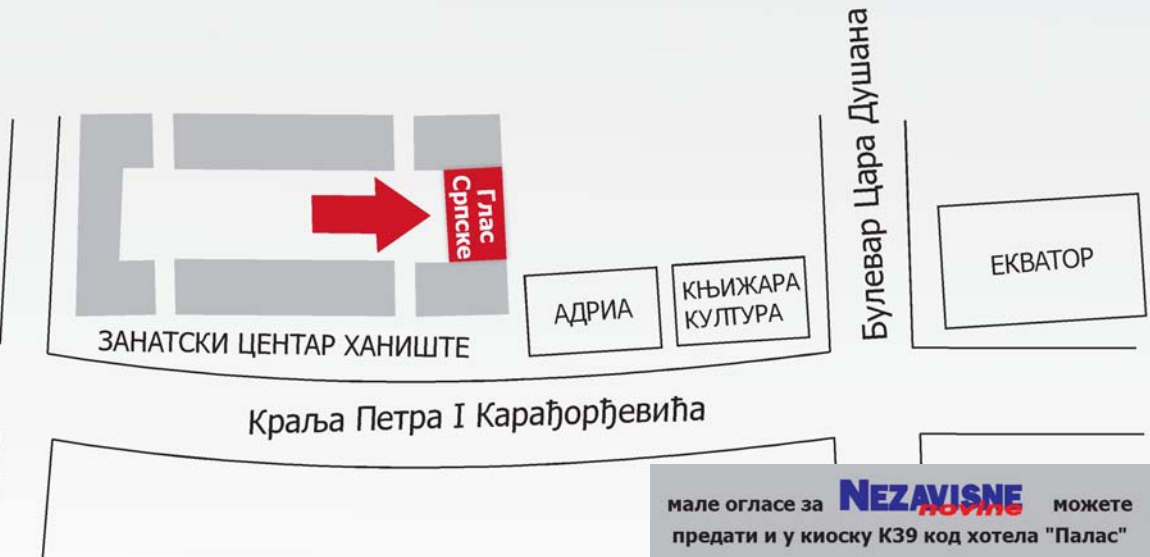 Булевар Цара Душана
Глас
Српске
ЕКВАТОР
АДРИА
КЊИЖАРА
КУЛТУРА
ЗАНАТСКИ ЦЕНТАР ХАНИШТЕ
Краља Петра I Карађорђевића
мале огласе за NEZAVISNE novine можете
предати и у киоску К39 код хотела "Палас"